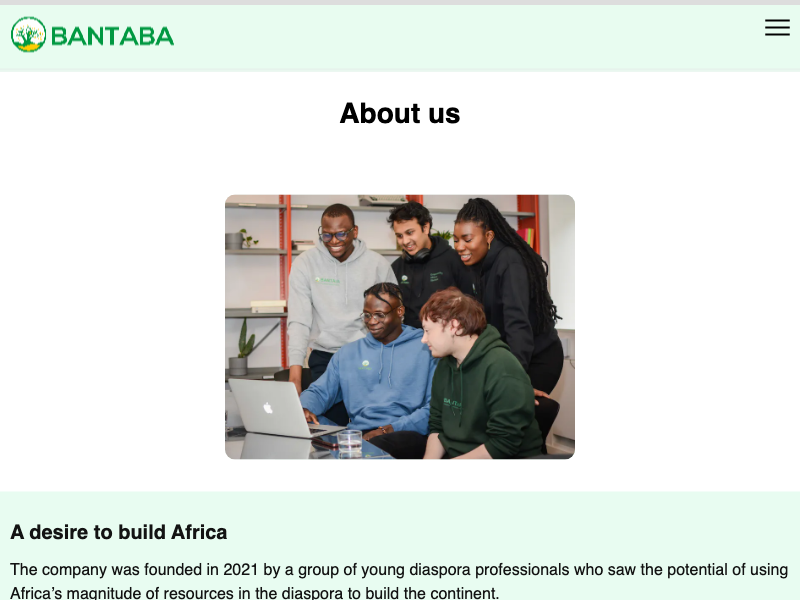 BANTABA
About us
A desire to build Africa
The company was founded in 2021 by a group of young diaspora professionals who saw the potential of using
Africa’s magnitude of resources in the diaspora to build the continent.